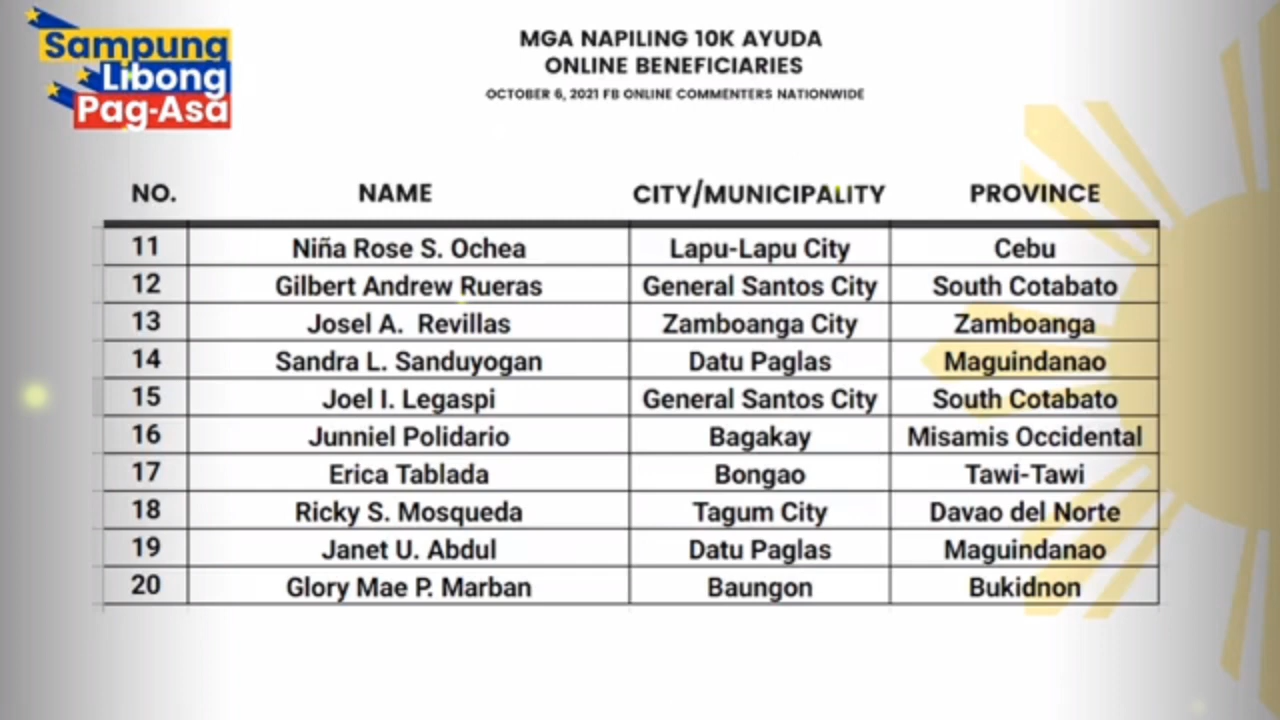 Sampung
Libong
Pag-Asa
MGA NAPILING 10K AYUDA
ONLINE BENEFICIARIES
OCTOBER 6, 2021 FB ONLINE COMMENTERS NATIONWIDE
NO. NAME CITY/MUNICIPALITY PROVINCE
11 Niña Rose S. Ochea Lapu-Lapu City Cebu
12 Gilbert Andrew Rueras General Santos City South Cotabato
13 Josel A. Revillas Zamboanga City Zamboanga
14 Sandra L. Sanduyogan Datu Paglas Maguindanao
15 Joel I. Legaspi General Santos City South Cotabato
16 Junniel Polidario Bagakay Misamis Occidental
17 Erica Tablada Bongao Tawi-Tawi
18 Ricky S. Mosqueda Tagum City Davao del Norte
19 Janet U. Abdul Datu Paglas Maguindanao
20 Glory Mae P. Marban Baungon Bukidnon